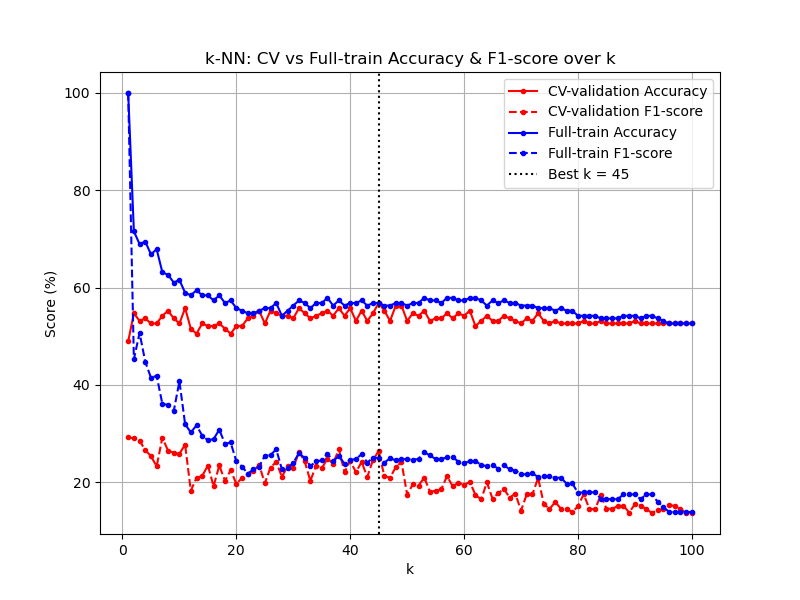 k-NN: CV vs Full-train Accuracy & F1-score over k
CV-validation Accuracy
CV-validation F1-score
Full-train Accuracy
Full-train F1-score
Best k = 45
Score (%)
100
80
60
40
20
0
20
40
60
80
100
k